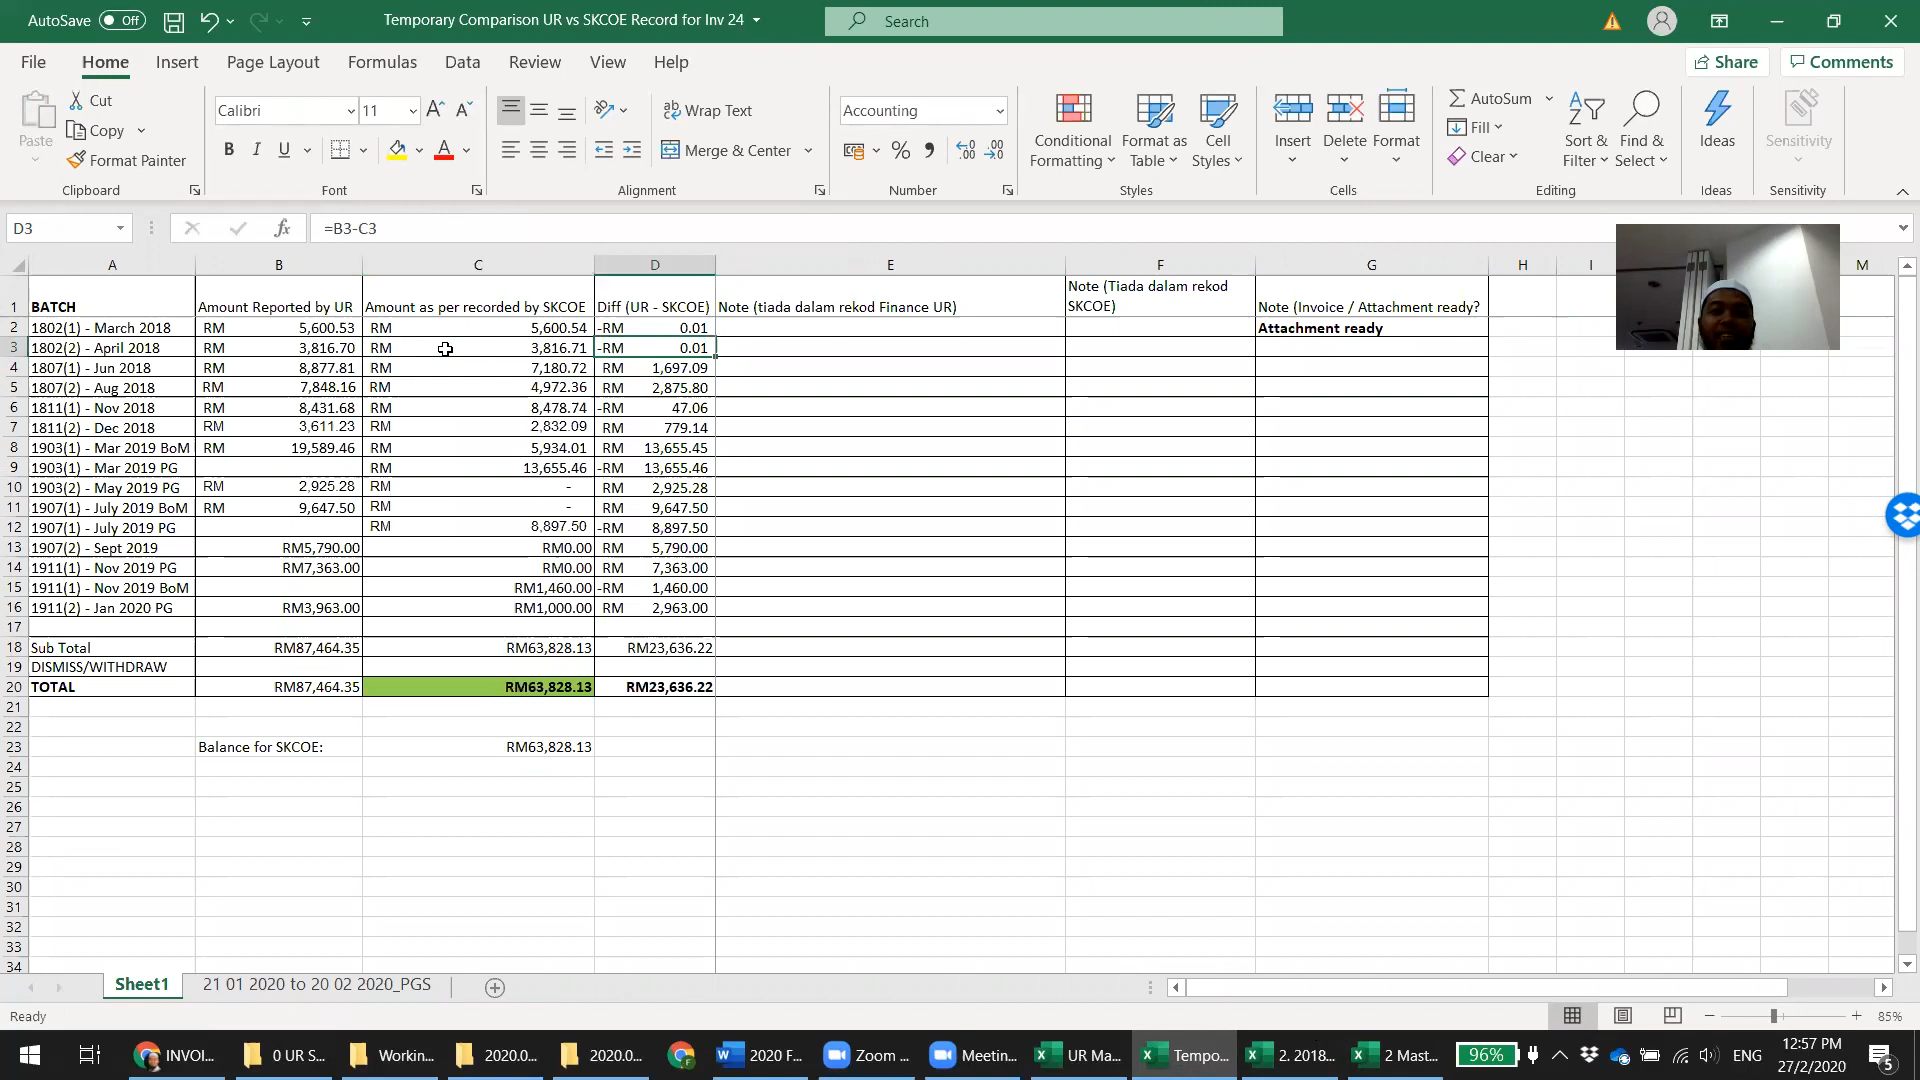 AutoSave Off Temporary Comparison UR vs SKCOE Record for Inv 24 Search
File Home Insert Page Layout Formulas Data Review View Help Share Comments
Paste Cut Copy Format Painter Clipboard
Calibri 11 A A B I U A Font
ab Wrap Text Merge & Center Alignment
Accounting % Number
Conditional Formatting Format as Table Cell Styles Styles
Insert Delete Format Cells
AutoSum Fill Clear Sort & Filter Find & Select Editing
Ideas Ideas
Sensitivity Sensitivity
D3 fx =B3-C3
A B C D E F G H I M
1 BATCH Amount Reported by UR Amount as per recorded by SKCOE Diff (UR - SKCOE) Note (tiada dalam rekod Finance UR) Note (Tiada dalam rekod SKCOE) Note (Invoice / Attachment ready?
2 1802(1) - March 2018 RM 5,600.53 RM 5,600.54 -RM 0.01 Attachment ready
3 1802(2) - April 2018 RM 3,816.70 RM 3,816.71 -RM 0.01
4 1807(1) - Jun 2018 RM 8,877.81 RM 7,180.72 RM 1,697.09
5 1807(2) - Aug 2018 RM 7,848.16 RM 4,972.36 RM 2,875.80
6 1811(1) - Nov 2018 RM 8,431.68 RM 8,478.74 -RM 47.06
7 1811(2) - Dec 2018 RM 3,611.23 RM 2,832.09 RM 779.14
8 1903(1) - Mar 2019 BoM RM 19,589.46 RM 5,934.01 RM 13,655.45
9 1903(1) - Mar 2019 PG RM 13,655.46 -RM 13,655.46
10 1903(2) - May 2019 PG RM 2,925.28 RM - RM 2,925.28
11 1907(1) - July 2019 BoM RM 9,647.50 RM - RM 9,647.50
12 1907(1) - July 2019 PG RM 8,897.50 -RM 8,897.50
13 1907(2) - Sept 2019 RM5,790.00 RM0.00 RM 5,790.00
14 1911(1) - Nov 2019 PG RM7,363.00 RM0.00 RM 7,363.00
15 1911(1) - Nov 2019 BoM RM1,460.00 -RM 1,460.00
16 1911(2) - Jan 2020 PG RM3,963.00 RM1,000.00 RM 2,963.00
17
18 Sub Total RM87,464.35 RM63,828.13 RM23,636.22
19 DISMISS/WITHDRAW
20 TOTAL RM87,464.35 RM63,828.13 RM23,636.22
21
22
23 Balance for SKCOE: RM63,828.13
24
25
26
27
28
29
30
31
32
33
34
Sheet1 21 01 2020 to 20 02 2020_PGS
Ready 85%
INVOI... 0 UR S... Workin... 2020.0... 2020.0... 2020 F... Zoom ... Meetin... UR Ma... Tempo... 2. 2018... 2 Mast... 96% ENG 12:57 PM
27/2/2020 5